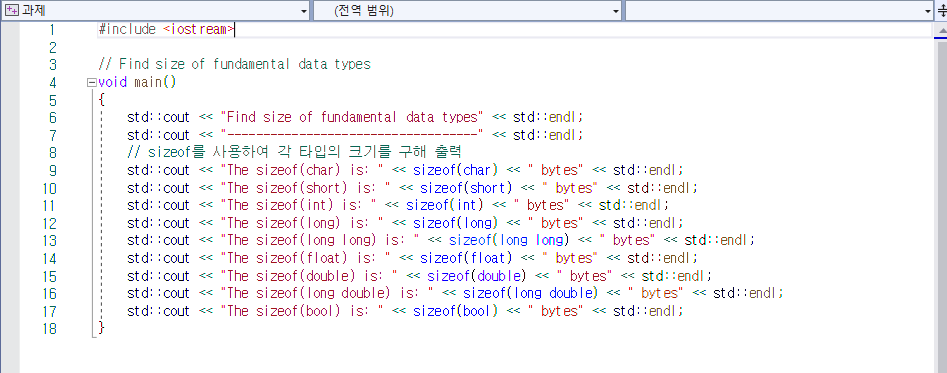 과제
(전역 범위)
1 #include <iostream>
2
3 // Find size of fundamental data types
4 void main()
5 {
6 std::cout << "Find size of fundamental data types" << std::endl;
7 std::cout << "-----------------------------------" << std::endl;
8 // sizeof를 사용하여 각 타입의 크기를 구해 출력
9 std::cout << "The sizeof(char) is: " << sizeof(char) << " bytes" << std::endl;
10 std::cout << "The sizeof(short) is: " << sizeof(short) << " bytes" << std::endl;
11 std::cout << "The sizeof(int) is: " << sizeof(int) << " bytes" << std::endl;
12 std::cout << "The sizeof(long) is: " << sizeof(long) << " bytes" << std::endl;
13 std::cout << "The sizeof(long long) is: " << sizeof(long long) << " bytes" << std::endl;
14 std::cout << "The sizeof(float) is: " << sizeof(float) << " bytes" << std::endl;
15 std::cout << "The sizeof(double) is: " << sizeof(double) << " bytes" << std::endl;
16 std::cout << "The sizeof(long double) is: " << sizeof(long double) << " bytes" << std::endl;
17 std::cout << "The sizeof(bool) is: " << sizeof(bool) << " bytes" << std::endl;
18 }